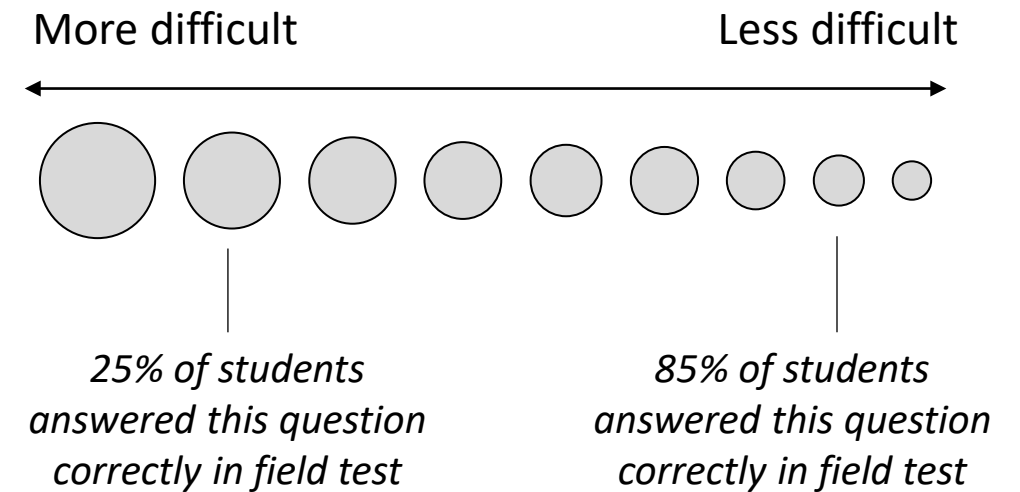 More difficult
Less difficult
25% of students
answered this question
correctly in field test
85% of students
answered this question
correctly in field test